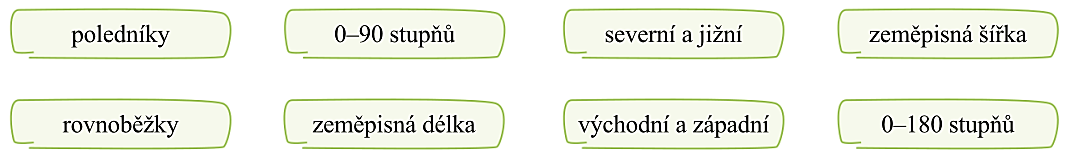 poledníky
0–90 stupňů
severní a jižní
zeměpisná šířka
rovnoběžky
zeměpisná délka
východní a západní
0–180 stupňů